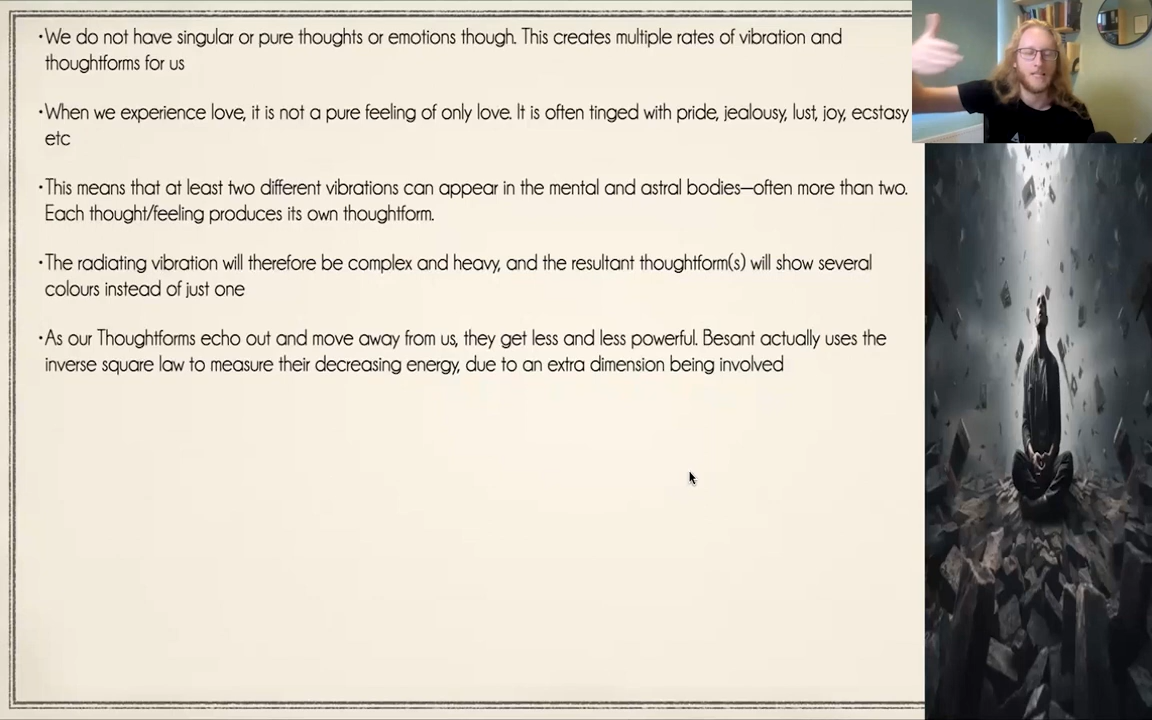 •We do not have singular or pure thoughts or emotions though. This creates multiple rates of vibration and
thoughtforms for us
•When we experience love, it is not a pure feeling of only love. It is often tinged with pride, jealousy, lust, joy, ecstasy
etc
•This means that at least two different vibrations can appear in the mental and astral bodies—often more than two.
Each thought/feeling produces its own thoughtform.
•The radiating vibration will therefore be complex and heavy, and the resultant thoughtform(s) will show several
colours instead of just one
•As our Thoughtforms echo out and move away from us, they get less and less powerful. Besant actually uses the
inverse square law to measure their decreasing energy, due to an extra dimension being involved